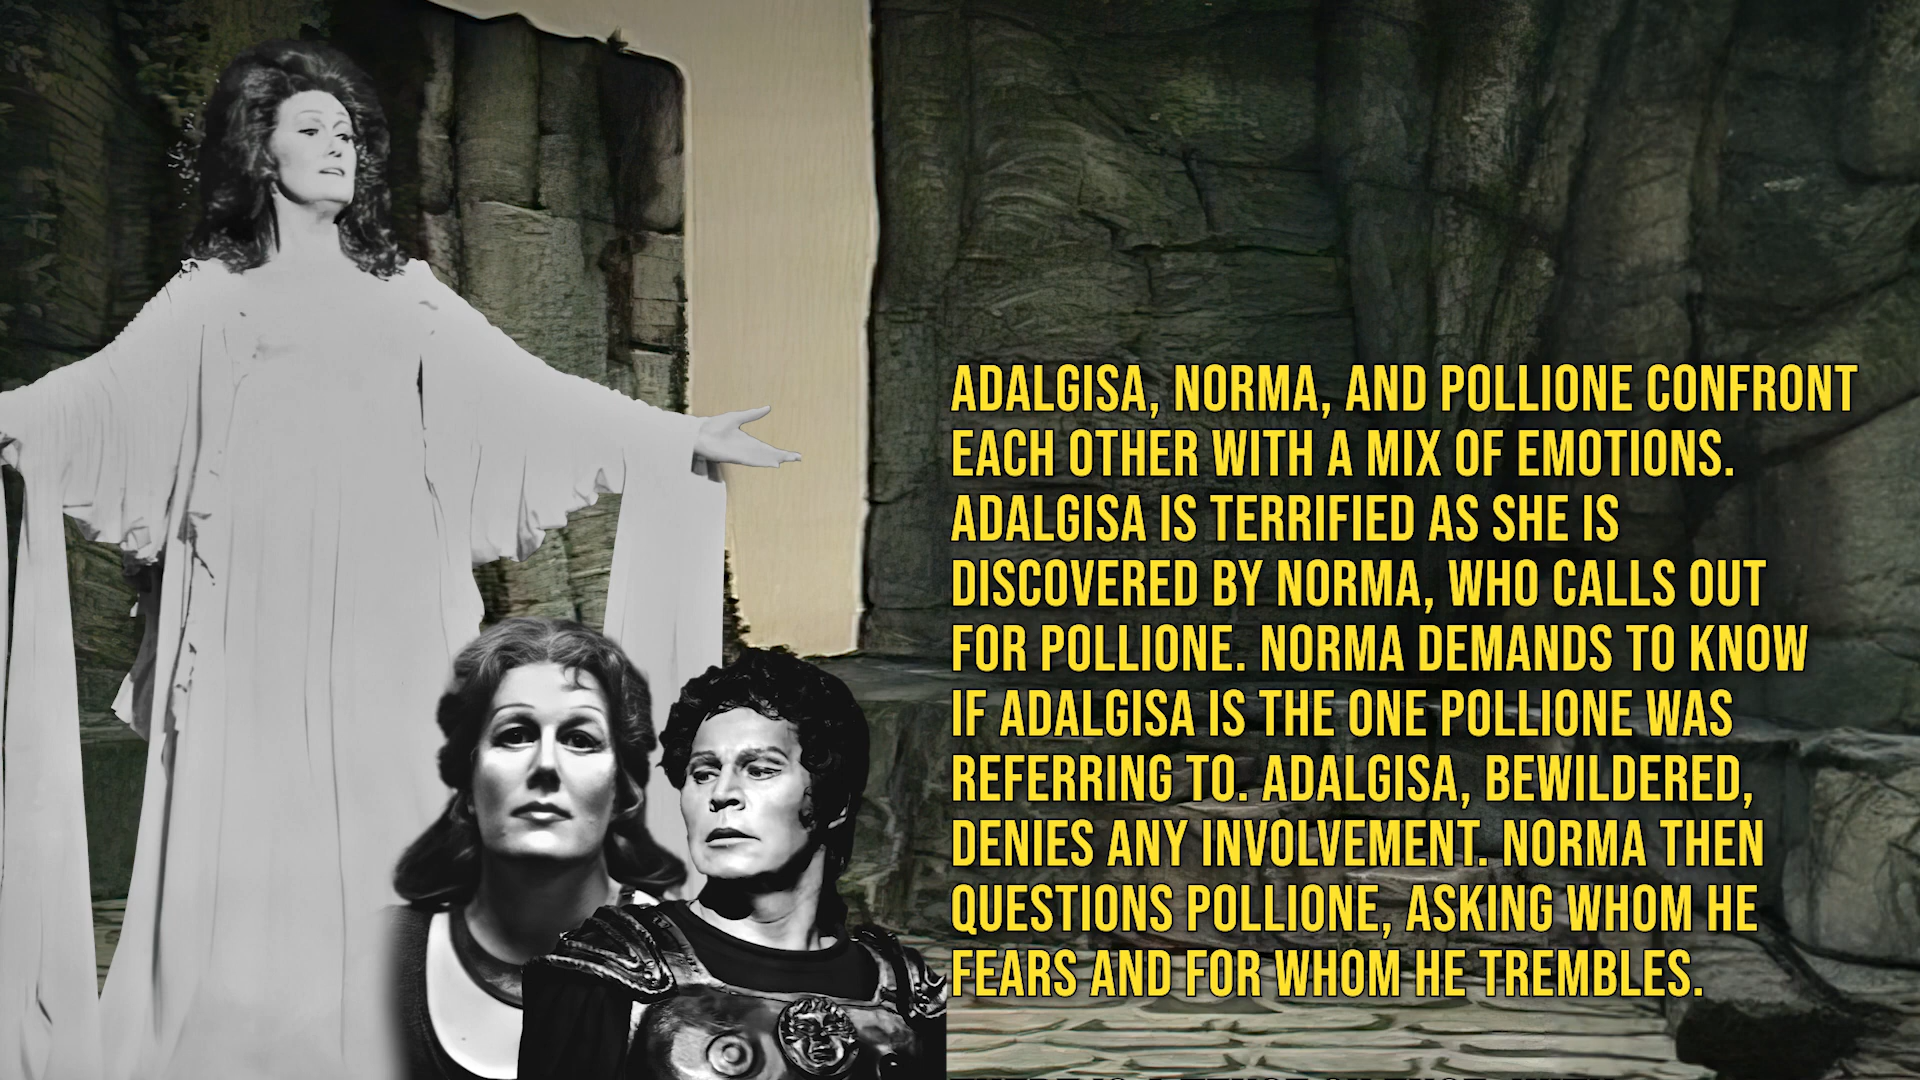 ADALGISA, NORMA, AND POLLIONE CONFRONT
EACH OTHER WITH A MIX OF EMOTIONS.
ADALGISA IS TERRIFIED AS SHE IS
DISCOVERED BY NORMA, WHO CALLS OUT
FOR POLLIONE. NORMA DEMANDS TO KNOW
IF ADALGISA IS THE ONE POLLIONE WAS
REFERRING TO. ADALGISA, BEWILDERED,
DENIES ANY INVOLVEMENT. NORMA THEN
QUESTIONS POLLIONE, ASKING WHOM HE
FEARS AND FOR WHOM HE TREMBLES.